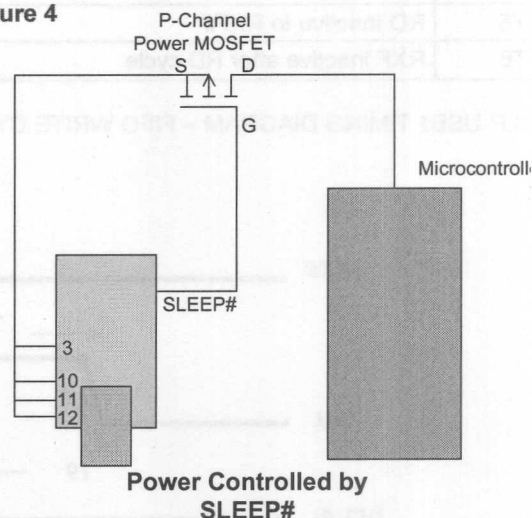 ure 4
P-Channel
Power MOSFET
S D
G
Microcontroll
SLEEP#
3
10
11
12
Power Controlled by
SLEEP#